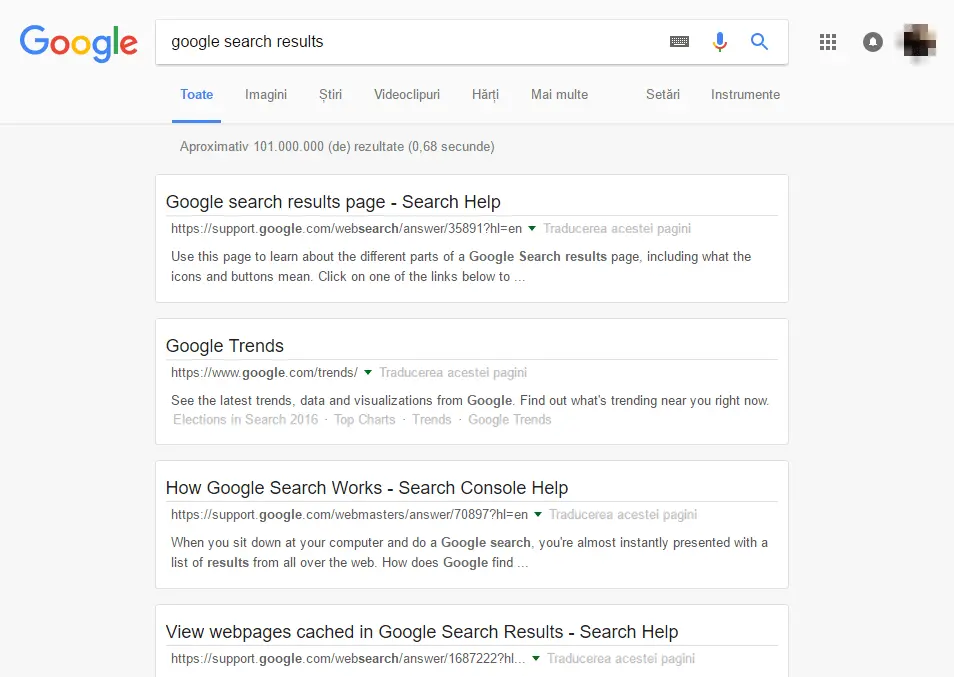 Google
google search results
Toate Imagini Știri Videoclipuri Hărți Mai multe Setări Instrumente
Aproximativ 101.000.000 (de) rezultate (0,68 secunde)
Google search results page - Search Help
https://support.google.com/websearch/answer/35891?hl=en Traducerea acestei pagini
Use this page to learn about the different parts of a Google Search results page, including what the
icons and buttons mean. Click on one of the links below to ...
Google Trends
https://www.google.com/trends/ Traducerea acestei pagini
See the latest trends, data and visualizations from Google. Find out what's trending near you right now.
Elections in Search 2016 · Top Charts · Trends · Google Trends
How Google Search Works - Search Console Help
https://support.google.com/webmasters/answer/70897?hl=en Traducerea acestei pagini
When you sit down at your computer and do a Google search, you're almost instantly presented with a
list of results from all over the web. How does Google find ...
View webpages cached in Google Search Results - Search Help
https://support.google.com/websearch/answer/1687222?hl... Traducerea acestei pagini